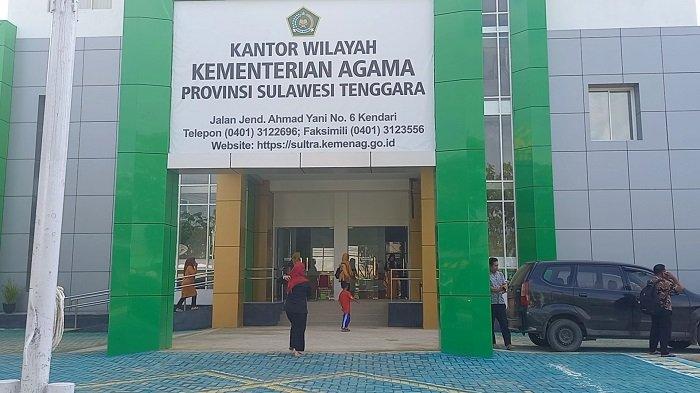 KANTOR WILAYAH
KEMENTERIAN AGAMA
PROVINSI SULAWESI TENGGARA
Jalan Jend. Ahmad Yani No. 6 Kendari
Telepon (0401) 3122696; Faksimili (0401) 3123556
Website: https://sultra.kemenag.go.id